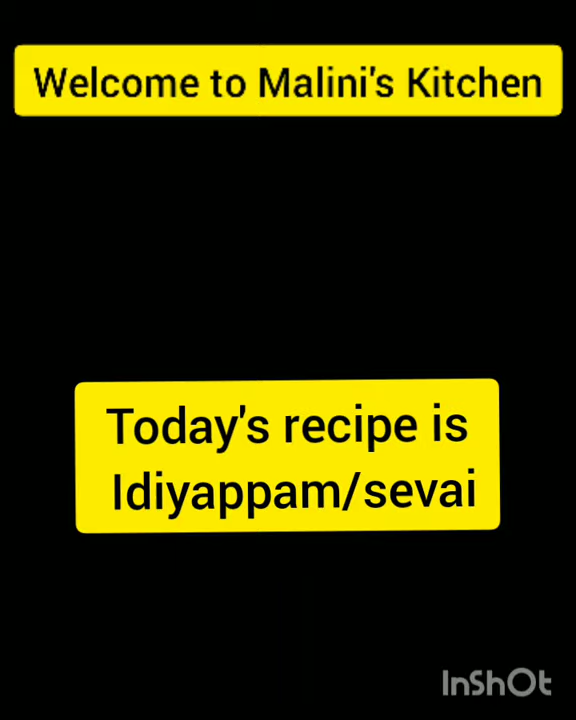 Welcome to Malini's Kitchen
Today's recipe is
Idiyappam/sevai
InShOt